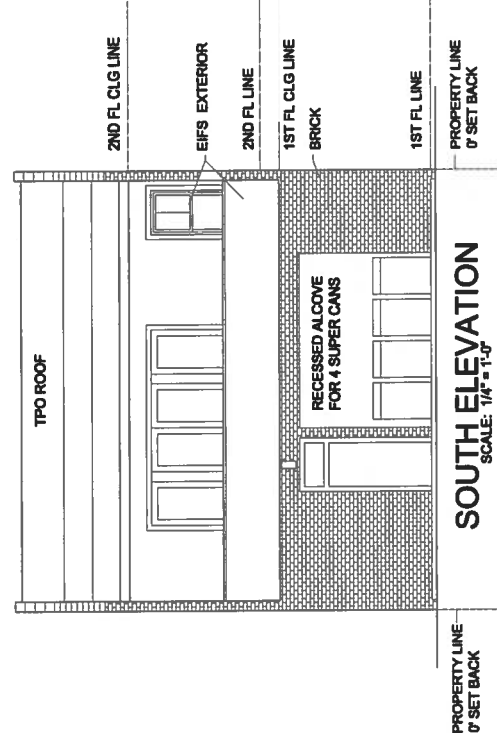 TPO ROOF
2ND FL CLG LINE
EIFS EXTERIOR
2ND FL LINE
1ST FL CLG LINE
BRICK
RECESSED ALCOVE
FOR 4 SUPER CANS
1ST FL LINE
PROPERTY LINE
0' SET BACK
PROPERTY LINE
0' SET BACK
SOUTH ELEVATION
SCALE: 1/4" = 1'-0"